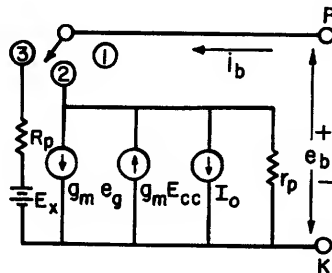 P
3
1
i_b
2
R_p
+
e_b
-
E_x
g_m e_g
g_m E_cc
I_o
r_p
K